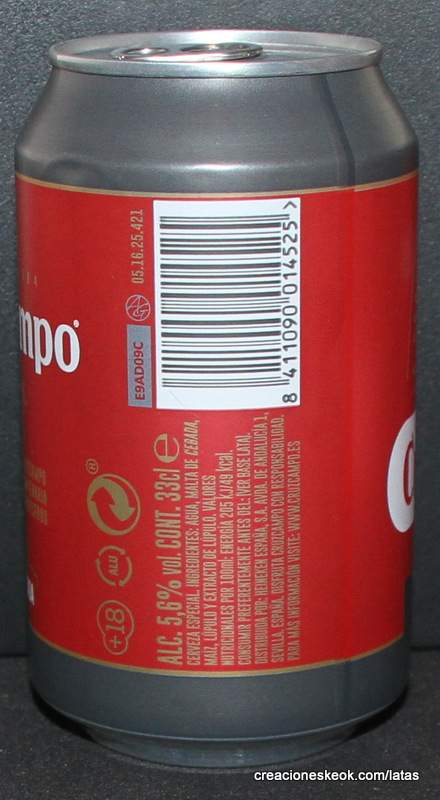 mpo®
05.16.25.421
E9AD09C
8 411090 014525 >
ALC. 5,6% vol. CONT. 33cl e
CERVEZA ESPECIAL. INGREDIENTES: AGUA, MALTA DE CEBADA,
MAÍZ, LÚPULO Y EXTRACTO DE LÚPULO. VALORES
NUTRICIONALES POR 100ml: ENERGÍA 205 kJ/49 kcal.
CONSUMIR PREFERENTEMENTE ANTES DEL: (VER BASE LATA).
DISTRIBUIDA POR: HEINEKEN ESPAÑA, S.A. AVDA. DE ANDALUCÍA 1,
SEVILLA. ESPAÑA. DISFRUTA CRUZCAMPO CON RESPONSABILIDAD.
PARA MÁS INFORMACIÓN VISITE: WWW.CRUZCAMPO.ES
+18
ALU
creacioneskeok.com/latas